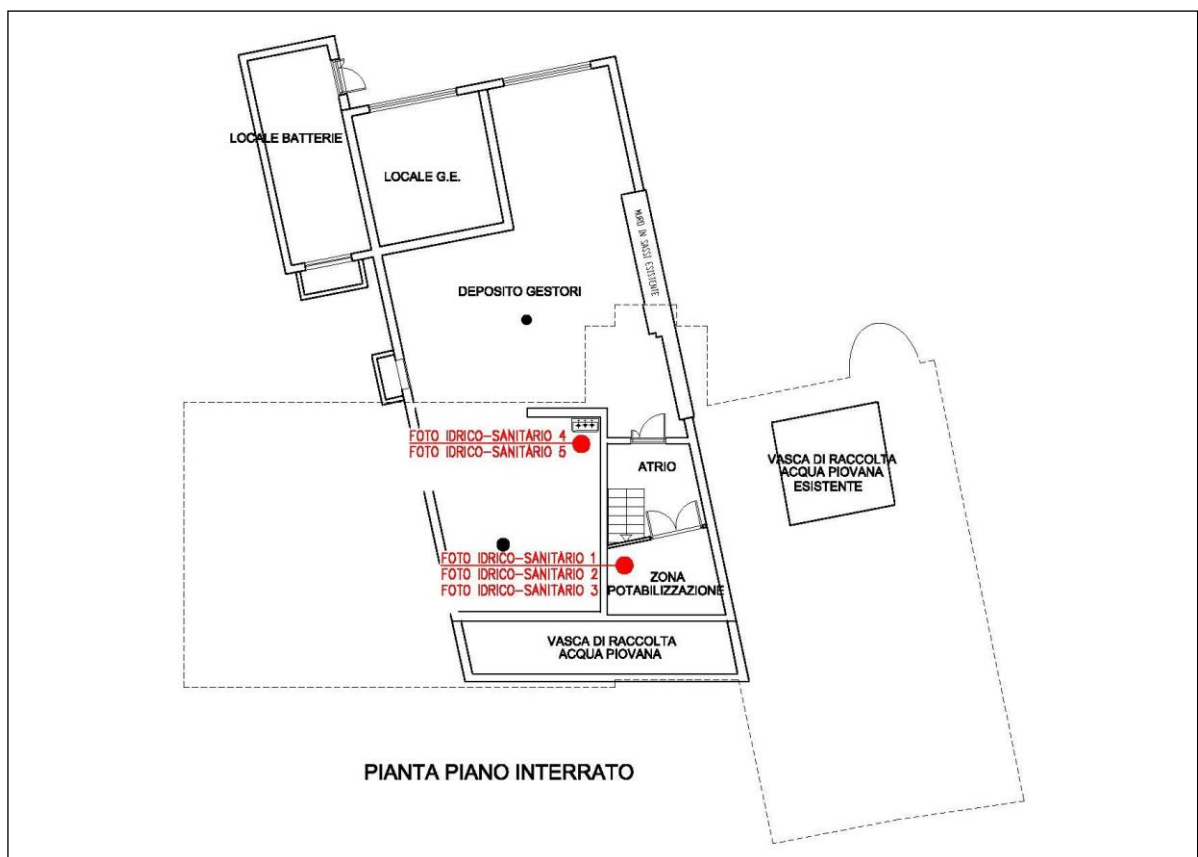 LOCALE BATTERIE
LOCALE G.E.
MURO IN SASSI ESISTENTE
DEPOSITO GESTORI
FOTO IDRICO-SANITARIO 4
FOTO IDRICO-SANITARIO 5
ATRIO
VASCA DI RACCOLTA
ACQUA PIOVANA
ESISTENTE
FOTO IDRICO-SANITARIO 1
FOTO IDRICO-SANITARIO 2
FOTO IDRICO-SANITARIO 3
ZONA
POTABILIZZAZIONE
VASCA DI RACCOLTA
ACQUA PIOVANA
PIANTA PIANO INTERRATO